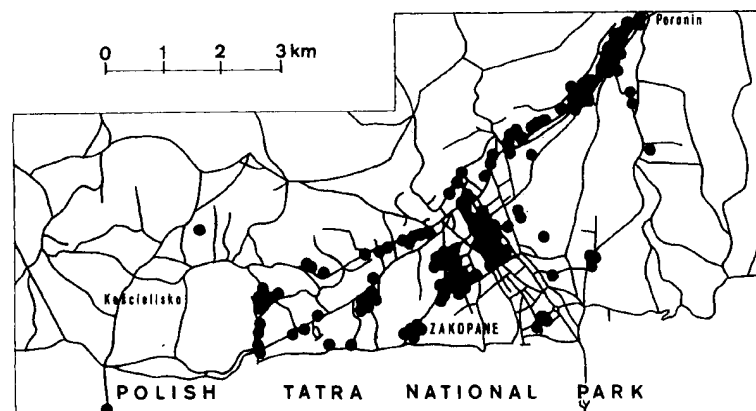 Poronin
0 1 2 3 km
Kościelisko
ZAKOPANE
POLISH TATRA NATIONAL PARK